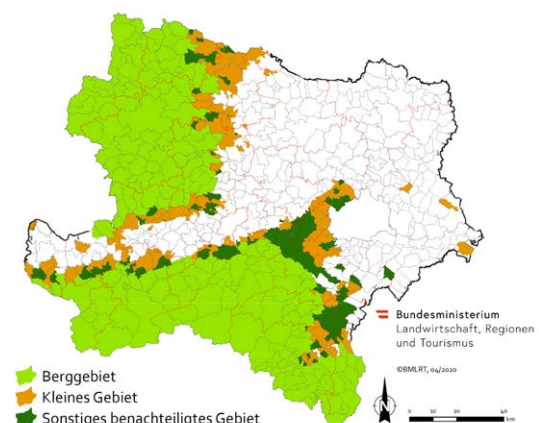 Bundesministerium
Landwirtschaft, Regionen
und Tourismus
©BMLRT, 04/2020
Berggebiet
Kleines Gebiet
Sonstiges benachteiligtes Gebiet
0 10 20 40
km